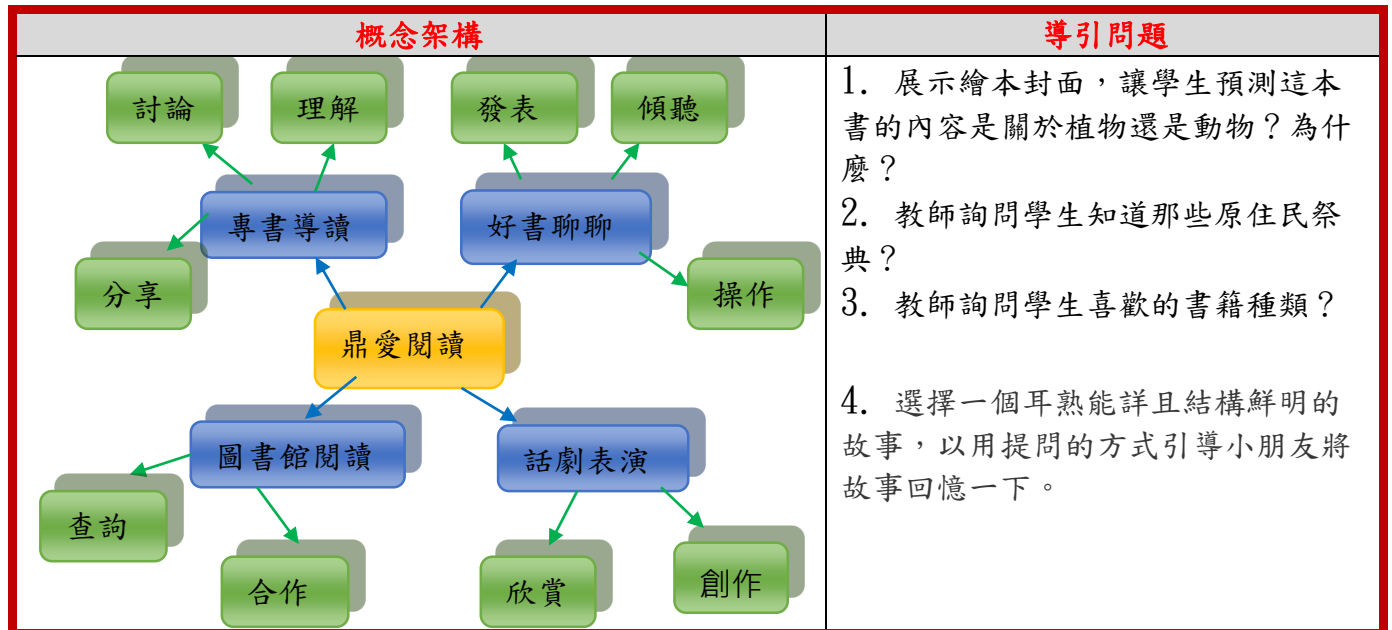 概念架構
導引問題
討論
理解
發表
傾聽
專書導讀
好書聊聊
分享
操作
鼎愛閱讀
圖書館閱讀
話劇表演
查詢
合作
欣賞
創作
1. 展示繪本封面，讓學生預測這本
書的內容是關於植物還是動物？為什
麼？
2. 教師詢問學生知道那些原住民祭
典？
3. 教師詢問學生喜歡的書籍種類？
4. 選擇一個耳熟能詳且結構鮮明的
故事，以用提問的方式引導小朋友將
故事回憶一下。